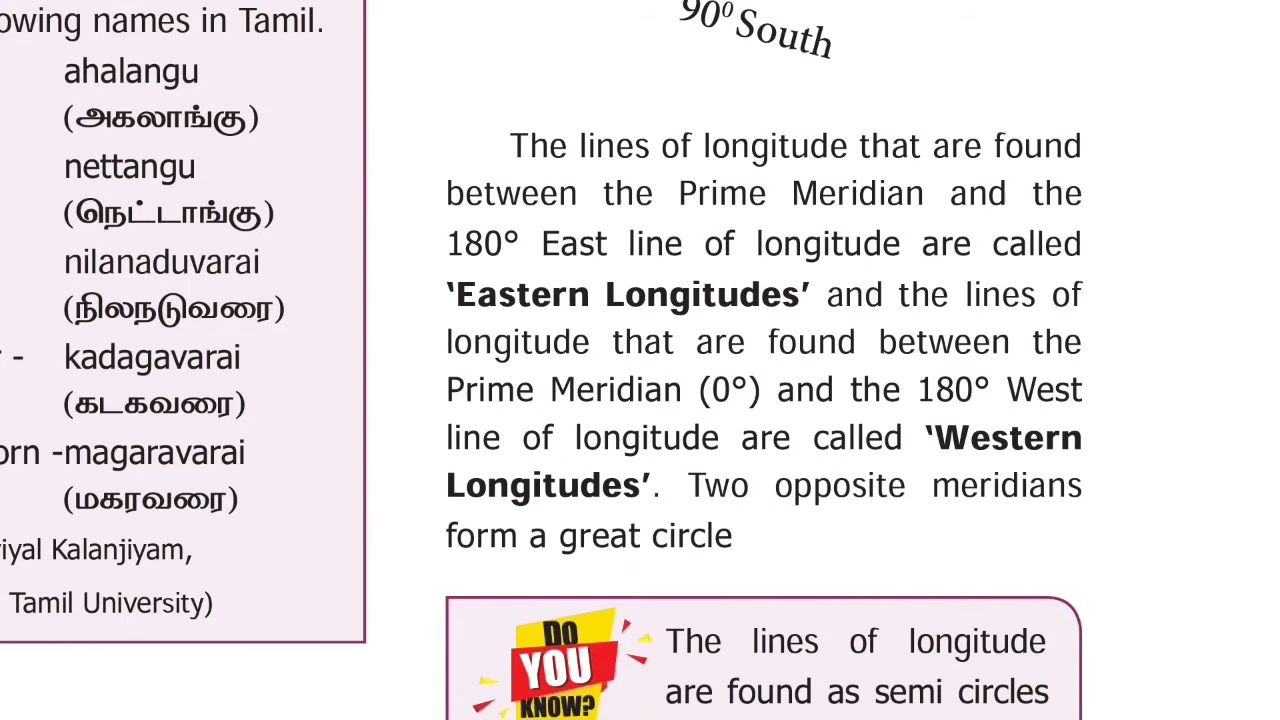 owing names in Tamil.
ahalangu
(அகலாங்கு)
nettangu
(நெட்டாங்கு)
nilanaduvarai
(நிலநடுவரை)
- kadagavarai
(கடகவரை)
orn -magaravarai
(மகரவரை)
iyal Kalanjiyam,
Tamil University)
90⁰ South
The lines of longitude that are found
between the Prime Meridian and the
180° East line of longitude are called
‘Eastern Longitudes’ and the lines of
longitude that are found between the
Prime Meridian (0°) and the 180° West
line of longitude are called ‘Western
Longitudes’. Two opposite meridians
form a great circle
DO
YOU
KNOW?
The lines of longitude
are found as semi circles